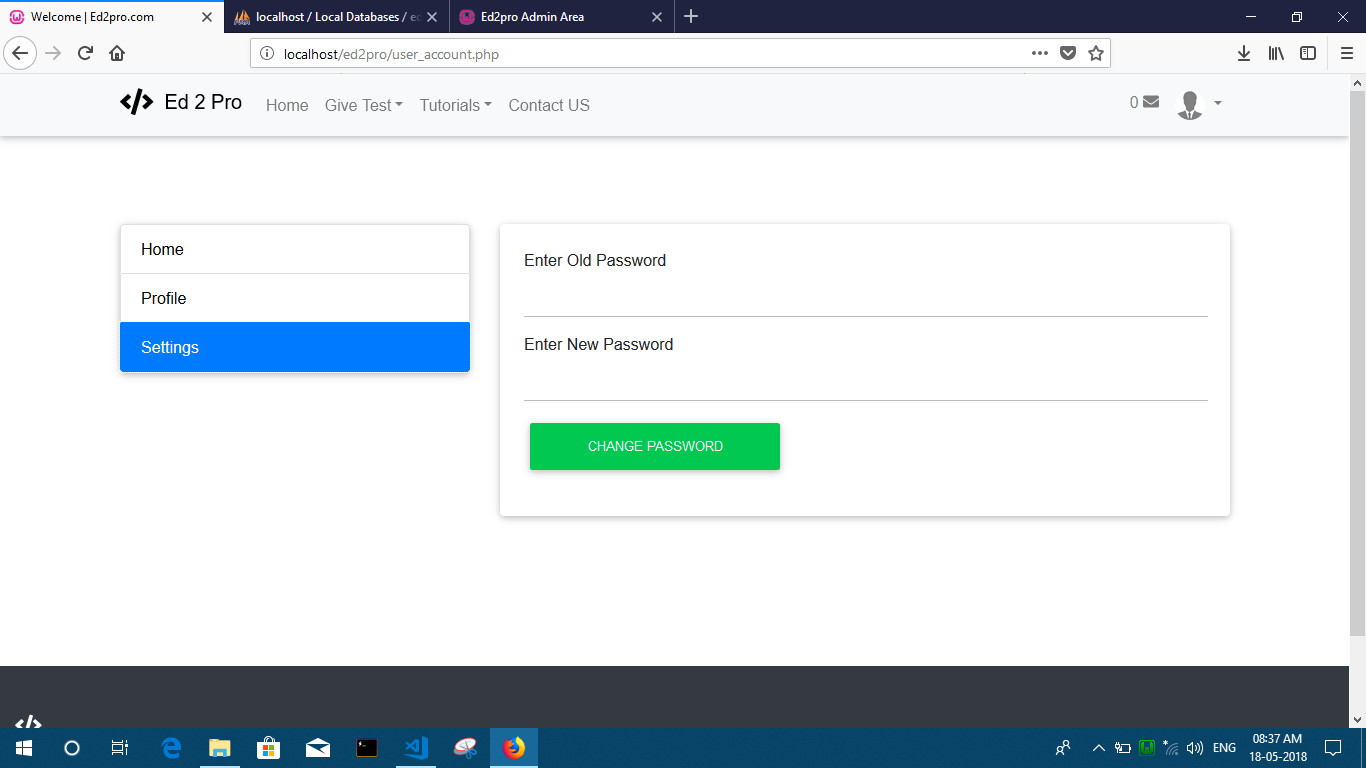 Welcome | Ed2pro.com
localhost / Local Databases / ed
Ed2pro Admin Area
localhost/ed2pro/user_account.php
Ed 2 Pro
Home
Give Test
Tutorials
Contact US
0
Home
Profile
Settings
Enter Old Password
Enter New Password
CHANGE PASSWORD
ENG
08:37 AM
18-05-2018